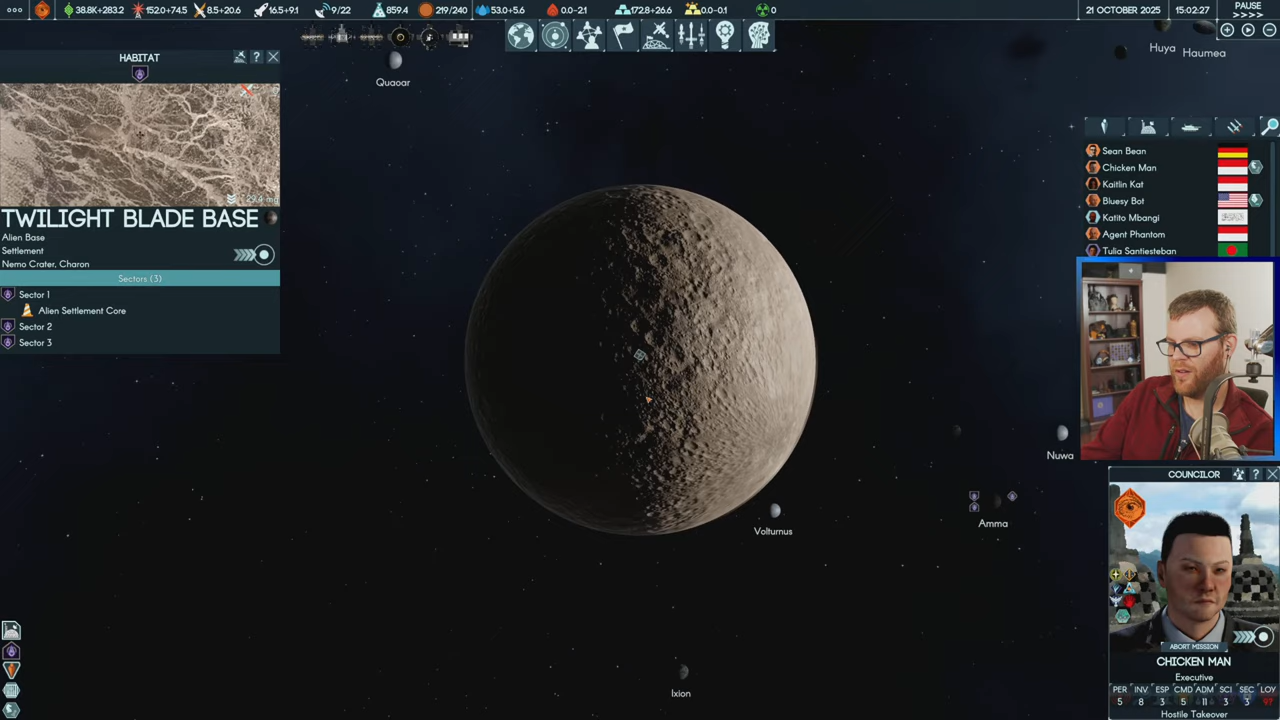 38.8K+283.2 152.0+74.5 8.5+20.6 16.5+9.1 9/22 859.4 219/240 53.0+5.6 0.0-2.1 172.8+26.6 0.0-0.1 0 21 OCTOBER 2025 15:02:27 PAUSE
>>>>
HABITAT
TWILIGHT BLADE BASE
Alien Base
Settlement
Nemo Crater, Charon
Sectors (3)
Sector 1
Alien Settlement Core
Sector 2
Sector 3
Quaoar
Huya
Haumea
Sean Bean
Chicken Man
Kaitlin Kat
Bluesy Bot
Katito Mbangi
Agent Phantom
Tulia Santiesteban
Nuwa
Volturnus
Amma
Ixion
COUNCILOR
ABORT MISSION
CHICKEN MAN
Executive
PER INV ESP CMD ADM SCI SEC LOY
5 8 3 5 11 3 3
Hostile Takeover